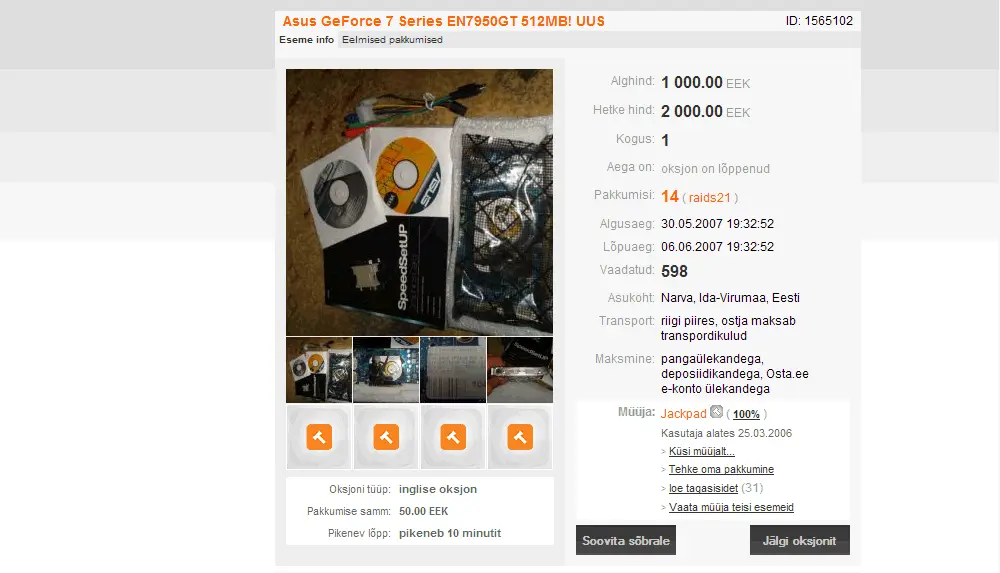 Asus GeForce 7 Series EN7950GT 512MB! UUS
ID: 1565102
Eseme info
Eelmised pakkumised
Alghind: 1 000.00 EEK
Hetke hind: 2 000.00 EEK
Kogus: 1
Aega on: oksjon on lõppenud
Pakkumisi: 14 ( raids21 )
Algusaeg: 30.05.2007 19:32:52
Lõpuaeg: 06.06.2007 19:32:52
Vaadatud: 598
Asukoht: Narva, Ida-Virumaa, Eesti
Transport: riigi piires, ostja maksab
transpordikulud
Maksmine: pangaülekandega,
deposiidikandega, Osta.ee
e-konto ülekandega
Müüja: Jackpad ( 100% )
Kasutaja alates 25.03.2006
> Küsi müüjalt...
> Tehke oma pakkumine
> loe tagasisidet (31)
> Vaata müüja teisi esemeid
Soovita sõbrale
Jälgi oksjonit
ASUS
SpeedSetUP
SpeedSetUP
Oksjoni tüüp: inglise oksjon
Pakkumise samm: 50.00 EEK
Pikenev lõpp: pikeneb 10 minutit